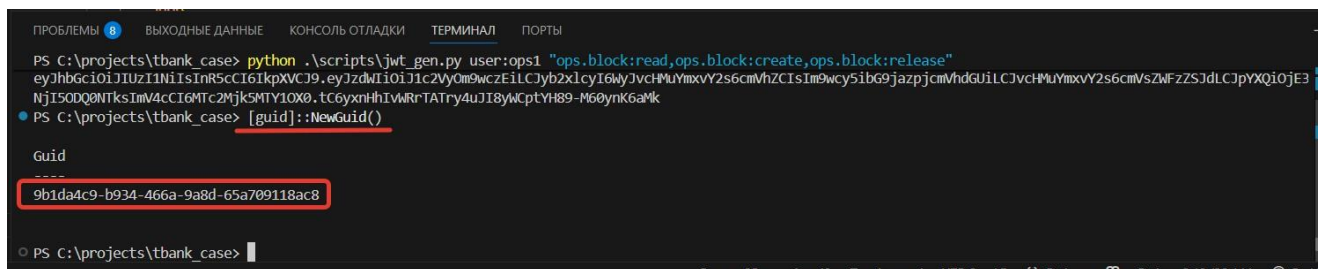 ПРОБЛЕМЫ 8 ВЫХОДНЫЕ ДАННЫЕ КОНСОЛЬ ОТЛАДКИ ТЕРМИНАЛ ПОРТЫ
PS C:\projects\tbank_case> python .\scripts\jwt_gen.py user:ops1 "ops.block:read,ops.block:create,ops.block:release"
eyJhbGciOiJIUzI1NiIsInR5cCI6IkpXVCJ9.eyJzdWIiOiJ1c2VyOm9wczEiLCJyb2xlcyI6WyJvcHMuYmxvY2s6cmVhZCIsIm9wcy5ibG9jazpjcmVhdGUiLCJvcHMuYmxvY2s6cmVsZWFzZSJdLCJpYXQiOjE3
NjI5ODQ0NTksImV4cCI6MTc2Mjk5MTY1OX0.tC6yxnHhIvWRrTATry4uJI8yWCptYH89-M60ynK6aMk
PS C:\projects\tbank_case> [guid]::NewGuid()
Guid
----
9b1da4c9-b934-466a-9a8d-65a709118ac8
PS C:\projects\tbank_case>